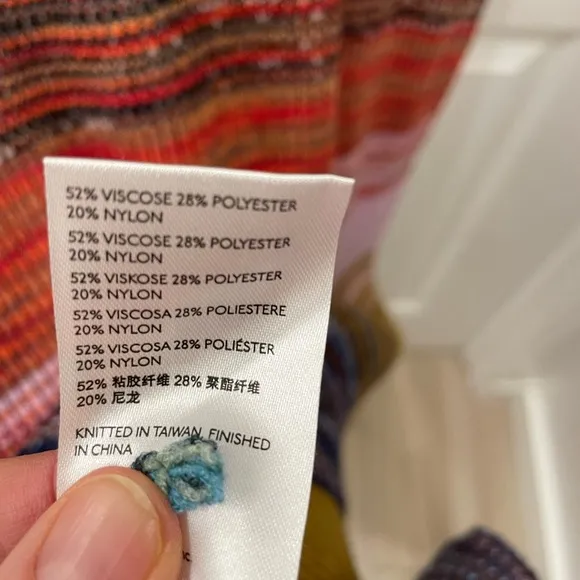 52% VISCOSE 28% POLYESTER
20% NYLON
52% VISCOSE 28% POLYESTER
20% NYLON
52% VISKOSE 28% POLYESTER
20% NYLON
52% VISCOSA 28% POLIESTERE
20% NYLON
52% VISCOSA 28% POLIÉSTER
20% NYLON
52% 粘胶纤维 28% 聚酯纤维
20% 尼龙
KNITTED IN TAIWAN, FINISHED
IN CHINA